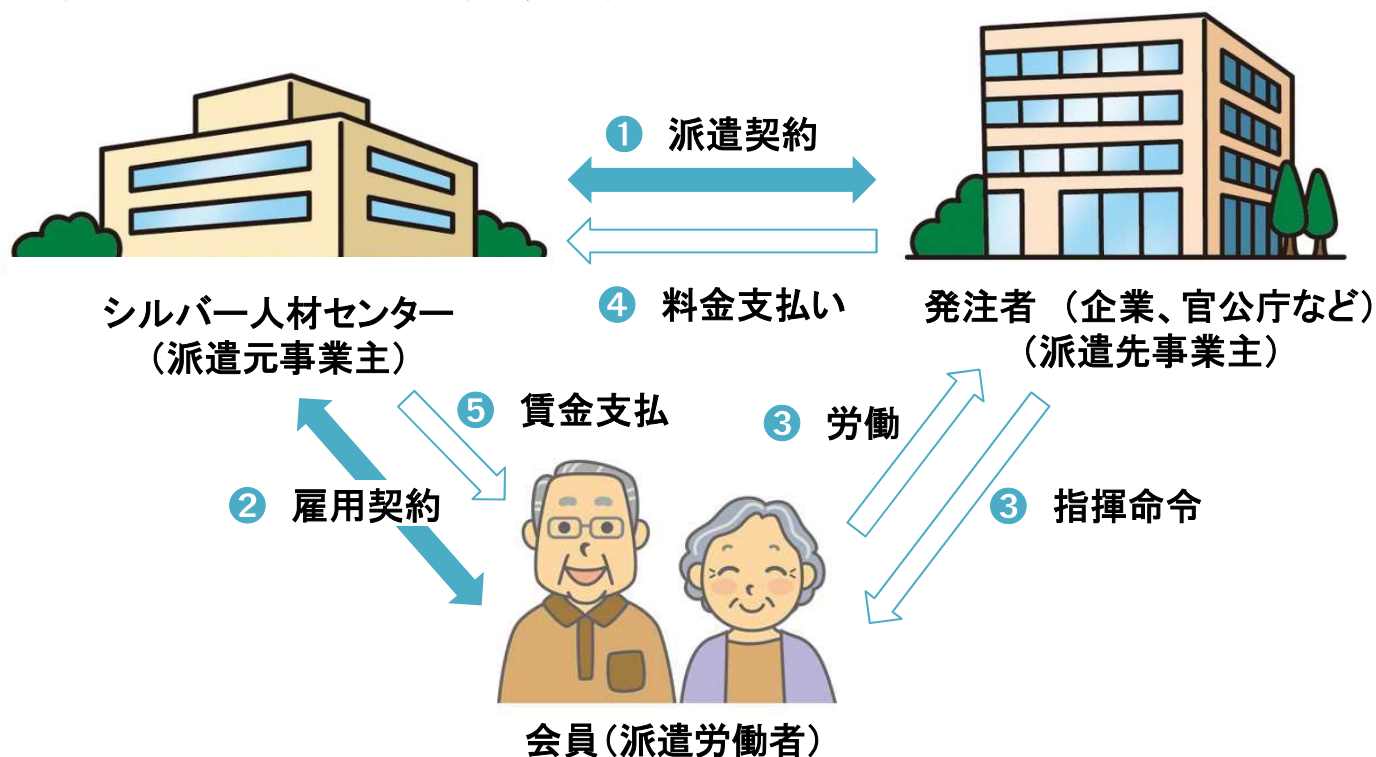 ❶ 派遣契約
❹ 料金支払い
シルバー人材センター
（派遣元事業主）
発注者　（企業、官公庁など）
（派遣先事業主）
❺ 賃金支払
❸ 労働
❷ 雇用契約
❸ 指揮命令
会員（派遣労働者）